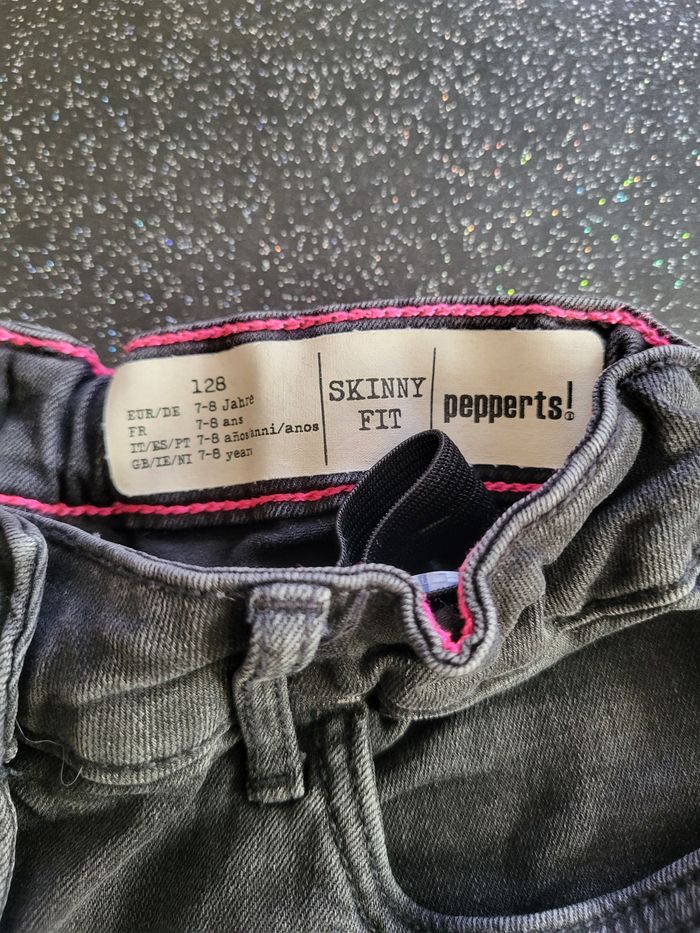 128
EUR/DE 7-8 Jahre
FR 7-8 ans
IT/ES/PT 7-8 años/anni/anos
GB/IE/NI 7-8 year
SKINNY
FIT
pepperts!